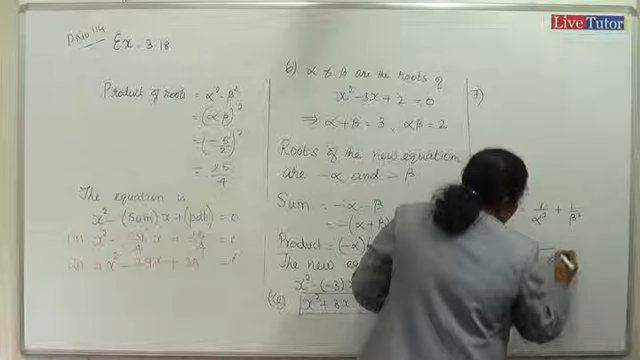 P.No 114
Ex - 3.18
Product of roots = α² - β²
= (αβ)²
= (-5/2)²
= 25/4
The equation is
x² - (sum)x + (pdt) = 0
6) α & β are the roots of
x² - 3x + 2 = 0
⇒ α + β = 3, αβ = 2
Roots of the new equation
are -α and -β
Sum = -α - β
= -(α + β)
Product = (-α)
The new
x² - (-3)
x² + 3x
7)
= 1/α² + 1/β²
Live Tutor